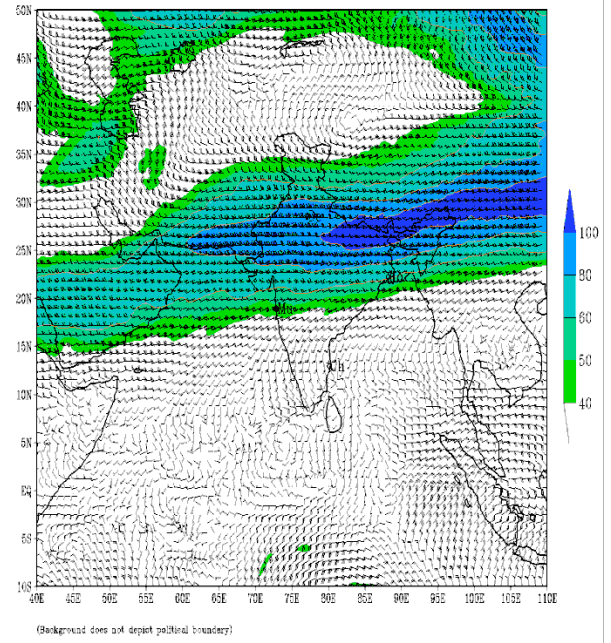 50N
45N
40N
35N
30N
25N
20N
Mu
15N
Ch
10N
5N
EQ
5S
10S
40E 45E 50E 55E 60E 65E 70E 75E 80E 85E 90E 95E 100E 105E 110E
100
80
60
50
40
(Background does not depict political boundary)